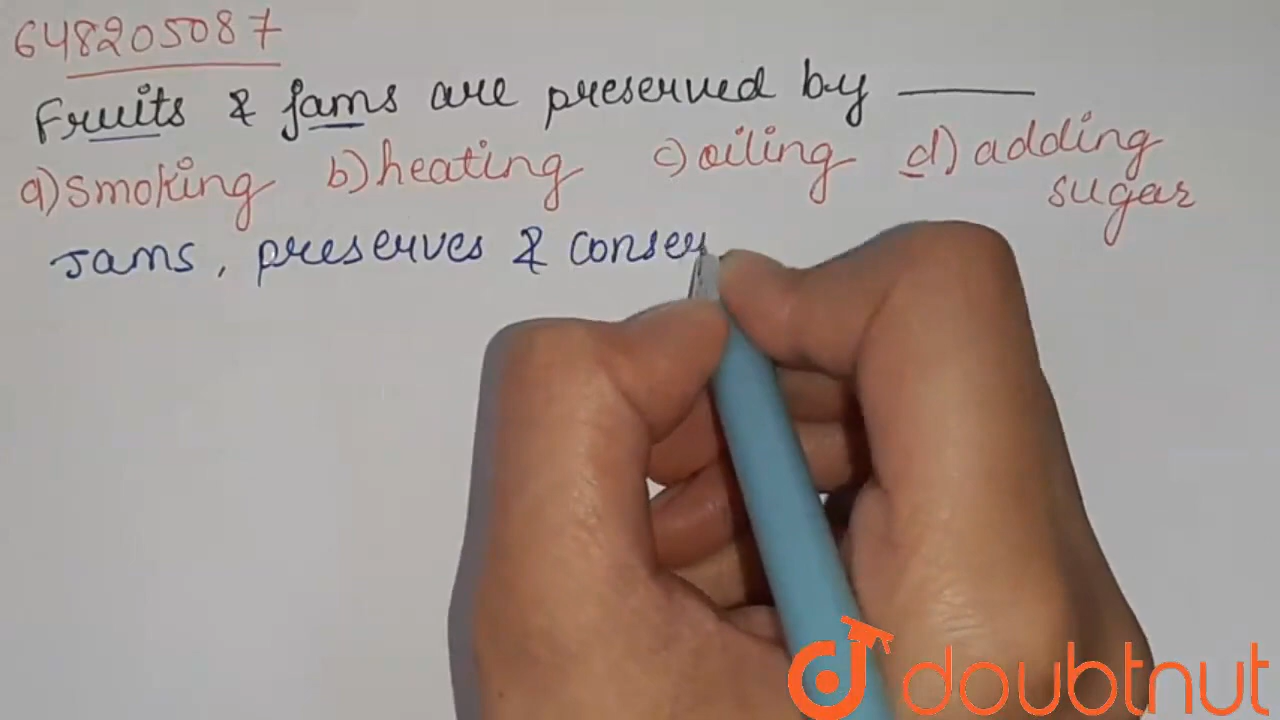 648205087
Fruits & Jams are preserved by ____
a) smoking b) heating c) oiling d) adding
sugar
Jams, preserves & conser
doubtnut